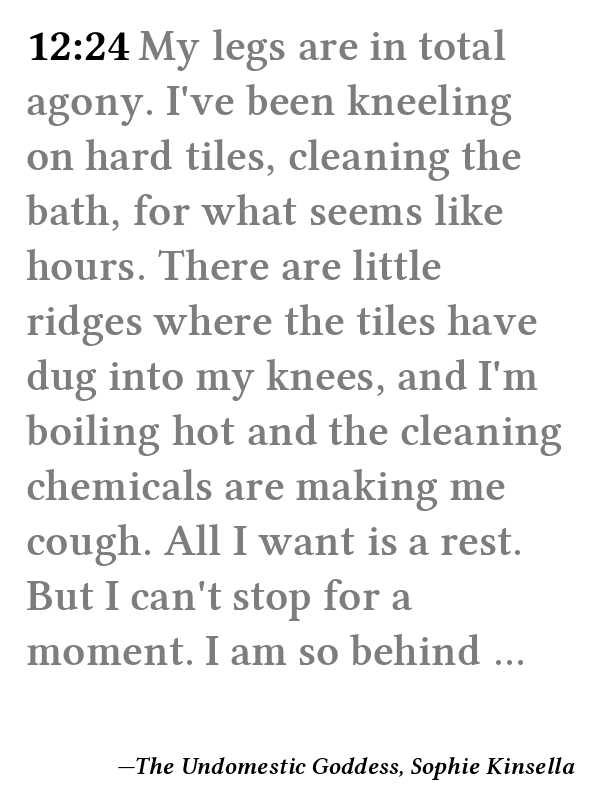 12:24 My legs are in total
agony. I've been kneeling
on hard tiles, cleaning the
bath, for what seems like
hours. There are little
ridges where the tiles have
dug into my knees, and I'm
boiling hot and the cleaning
chemicals are making me
cough. All I want is a rest.
But I can't stop for a
moment. I am so behind ...
—The Undomestic Goddess, Sophie Kinsella